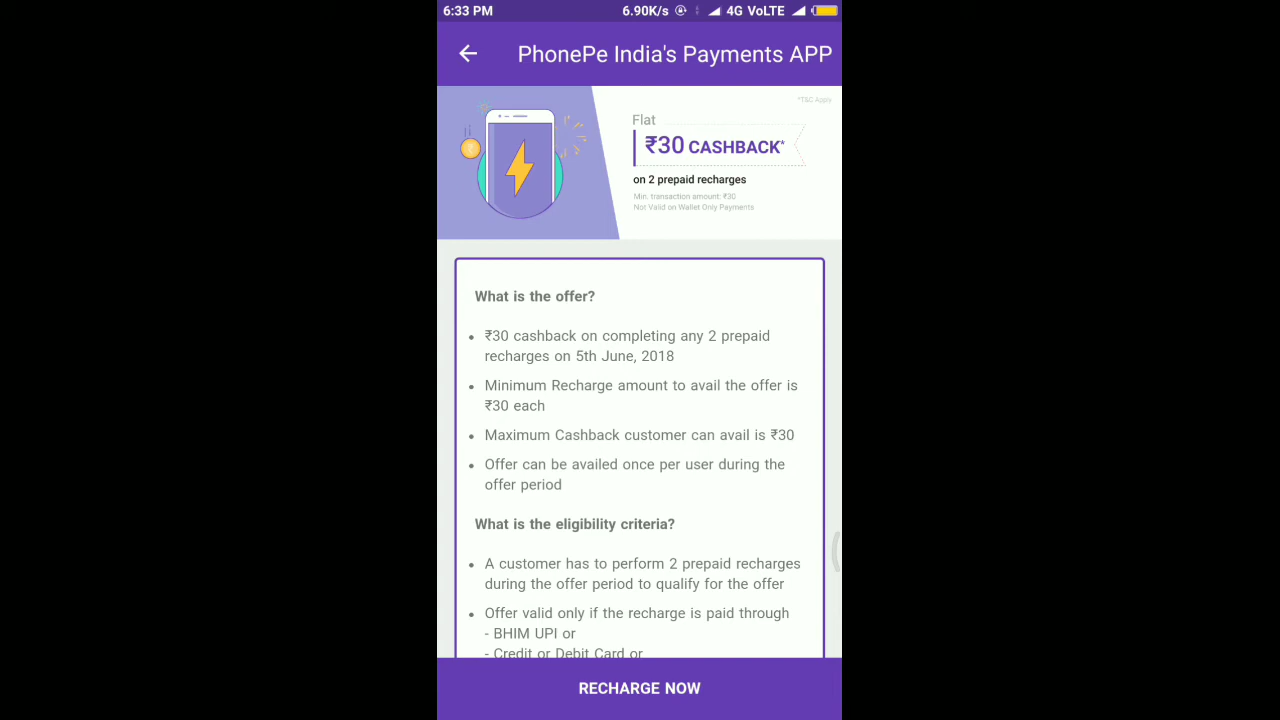 6:33 PM 6.90K/s 4G VoLTE
PhonePe India's Payments APP
*T&C Apply
Flat
₹30 CASHBACK*
on 2 prepaid recharges
Min. transaction amount: ₹30
Not Valid on Wallet Only Payments
What is the offer?
• ₹30 cashback on completing any 2 prepaid
recharges on 5th June, 2018
• Minimum Recharge amount to avail the offer is
₹30 each
• Maximum Cashback customer can avail is ₹30
• Offer can be availed once per user during the
offer period
What is the eligibility criteria?
• A customer has to perform 2 prepaid recharges
during the offer period to qualify for the offer
• Offer valid only if the recharge is paid through
- BHIM UPI or
- Credit or Debit Card or
RECHARGE NOW